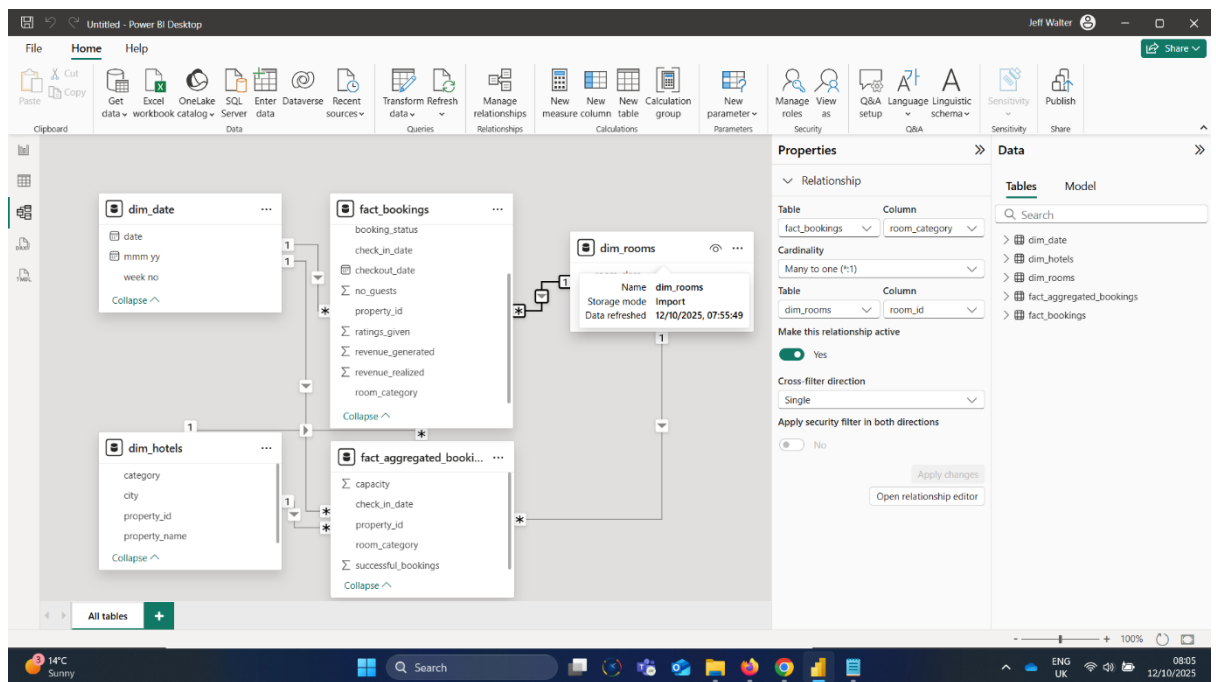 Untitled - Power BI Desktop
Jeff Walter
File Home Help
Share
Paste
Cut
Copy
Clipboard
Get data
Excel workbook
OneLake catalog
SQL Server
Enter data
Dataverse
Recent sources
Data
Transform data
Refresh
Queries
Manage relationships
Relationships
New measure
New column
New table
Calculation group
Calculations
New parameter
Parameters
Manage roles
View as
Security
Q&A setup
Language
Linguistic schema
Q&A
Sensitivity
Sensitivity
Publish
Share
dim_date
date
mmm yy
week no
Collapse
1
1
fact_bookings
booking_status
check_in_date
checkout_date
no_guests
property_id
ratings_given
revenue_generated
revenue_realized
room_category
Collapse
*
*
1
dim_rooms
Name dim_rooms
Storage mode Import
Data refreshed 12/10/2025, 07:55:49
1
1
*
dim_hotels
category
city
property_id
property_name
Collapse
1
*
*
fact_aggregated_booki...
capacity
check_in_date
property_id
room_category
successful_bookings
Collapse
*
All tables
Properties
Relationship
Table Column
fact_bookings room_category
Cardinality
Many to one (*:1)
Table Column
dim_rooms room_id
Make this relationship active
Yes
Cross-filter direction
Single
Apply security filter in both directions
No
Apply changes
Open relationship editor
Data
Tables Model
Search
dim_date
dim_hotels
dim_rooms
fact_aggregated_bookings
fact_bookings
100%
3
14°C
Sunny
Search
ENG
UK
08:05
12/10/2025